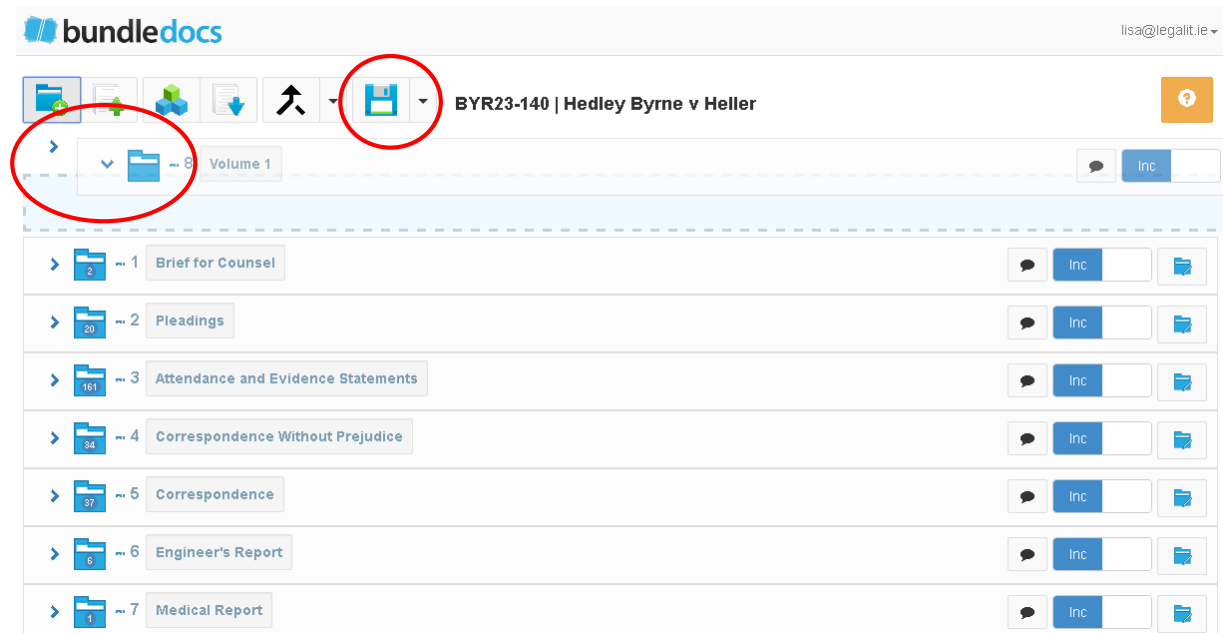 bundledocs
lisa@legalit.ie
BYR23-140 | Hedley Byrne v Heller
?
8 Volume 1 Inc
2 1 Brief for Counsel Inc
20 2 Pleadings Inc
161 3 Attendance and Evidence Statements Inc
34 4 Correspondence Without Prejudice Inc
37 5 Correspondence Inc
6 6 Engineer's Report Inc
1 7 Medical Report Inc